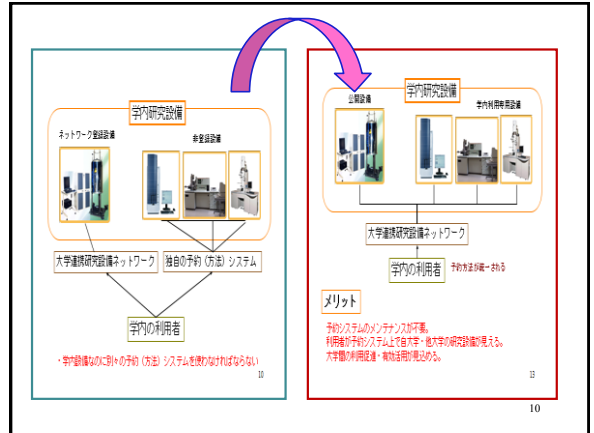 学内研究設備
ネットワーク登録設備
非登録設備
大学連携研究設備ネットワーク
独自の予約（方法）システム
学内の利用者
・学内設備なのに別々の予約（方法）システムを使わなければならない
10
学内研究設備
公開設備
学内利用専用設備
大学連携研究設備ネットワーク
学内の利用者
予約方法が統一される
メリット
予約システムのメンテナンスが不要。
利用者が予約システム上で自大学・他大学の研究設備が見える。
大学間の利用促進・有効活用が見込める。
13
10